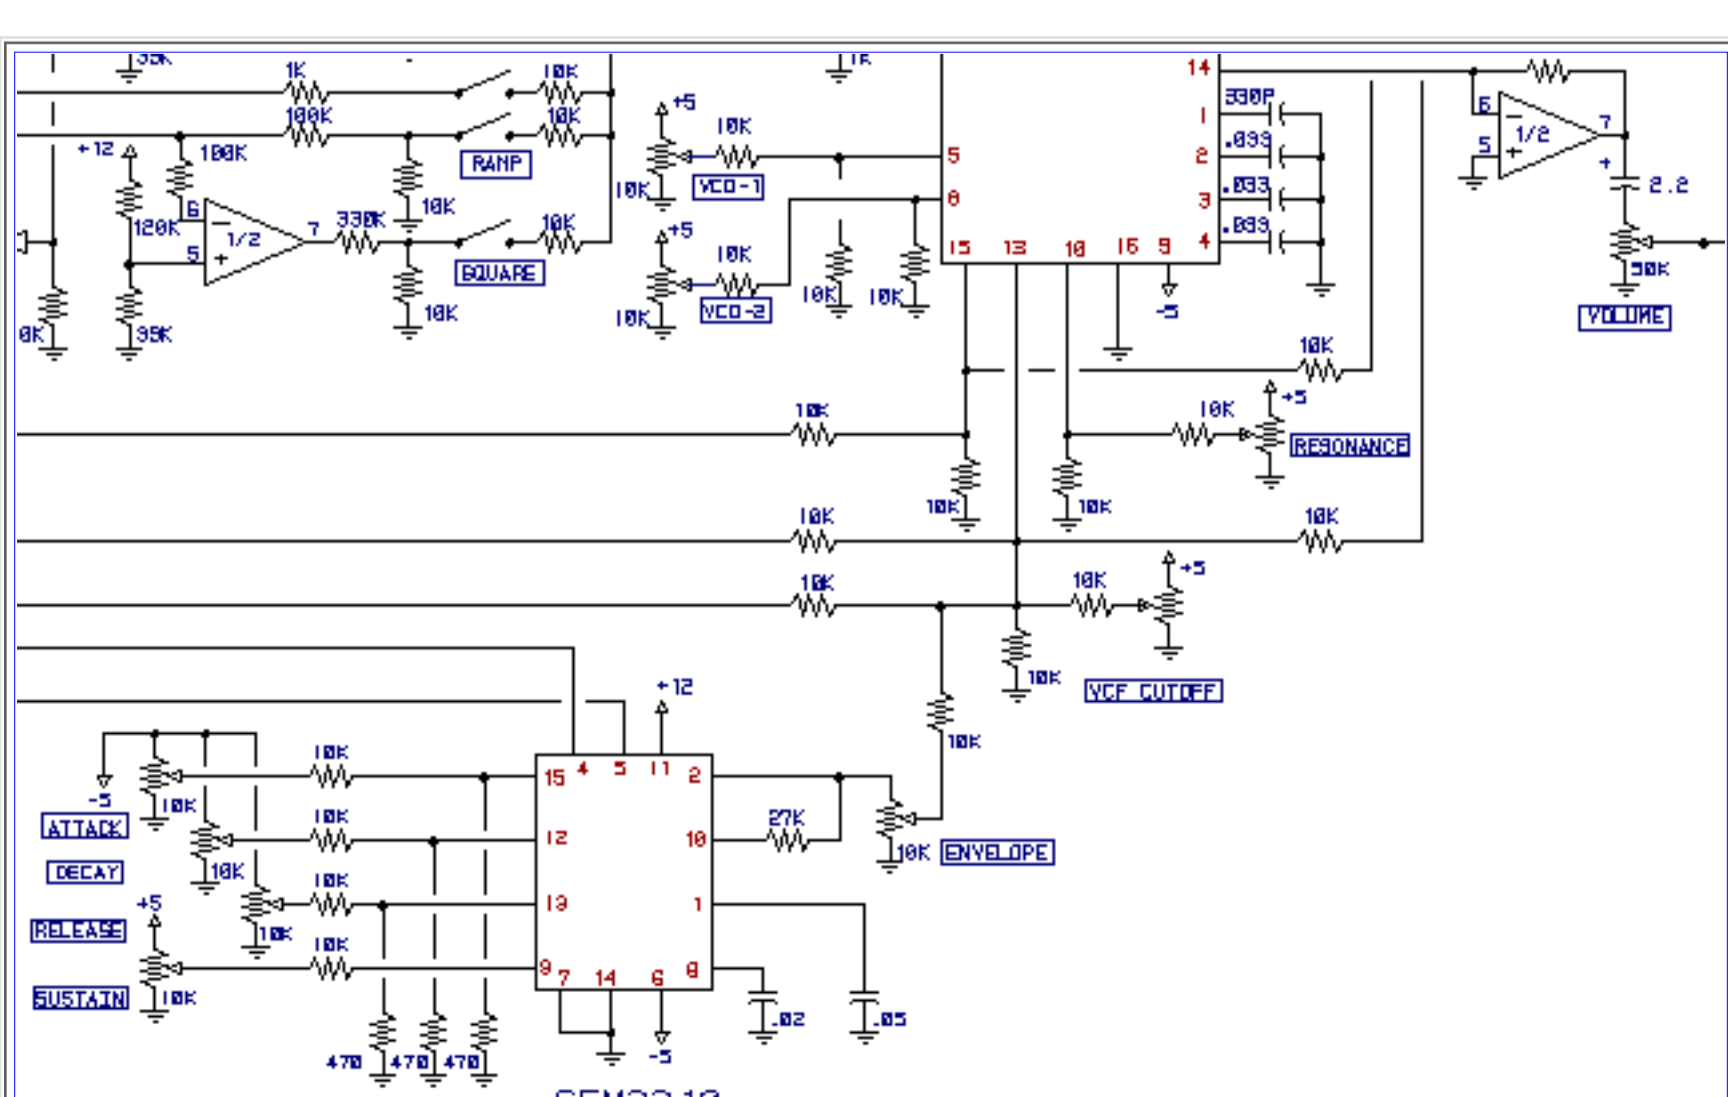 1K
10K
14
330P
+5
10K
1
6
7
100K
10K
1/2
+12
100K
RAMP
2
5
+
5
VCO-1
.033
2.2
10K
10K
3
6
120K
7
330K
10K
+5
8
1/2
.033
5
SQUARE
10K
15
13
10
16
9
4
50K
VCO-2
10K
10K
10K
10K
-5
VOLUME
0K
10K
+5
10K
10K
RESONANCE
10K
10K
10K
10K
10K
10K
+5
10K
VCF CUTOFF
+12
10K
10K
15
4
5
11
2
-5
10K
ATTACK
10K
12
27K
10
DECAY
10K
10K
ENVELOPE
+5
10K
13
1
RELEASE
10K
10K
9
7
14
6
8
SUSTAIN
10K
.02
.05
470
470
470
-5